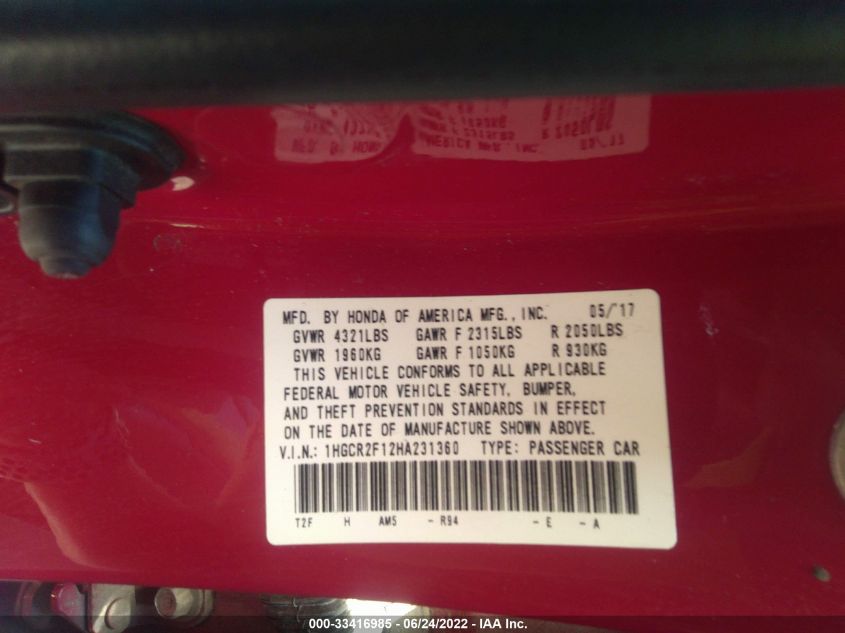 MFD. BY HONDA OF AMERICA MFG., INC. 05/17
GVWR 4321LBS GAWR F 2315LBS R 2050LBS
GVWR 1960KG GAWR F 1050KG R 930KG
THIS VEHICLE CONFORMS TO ALL APPLICABLE
FEDERAL MOTOR VEHICLE SAFETY, BUMPER,
AND THEFT PREVENTION STANDARDS IN EFFECT
ON THE DATE OF MANUFACTURE SHOWN ABOVE.
V.I.N.: 1HGCR2F12HA231360 TYPE: PASSENGER CAR
T2F H AM5 - R94 - E - A
000-33416985 - 06/24/2022 - IAA Inc.